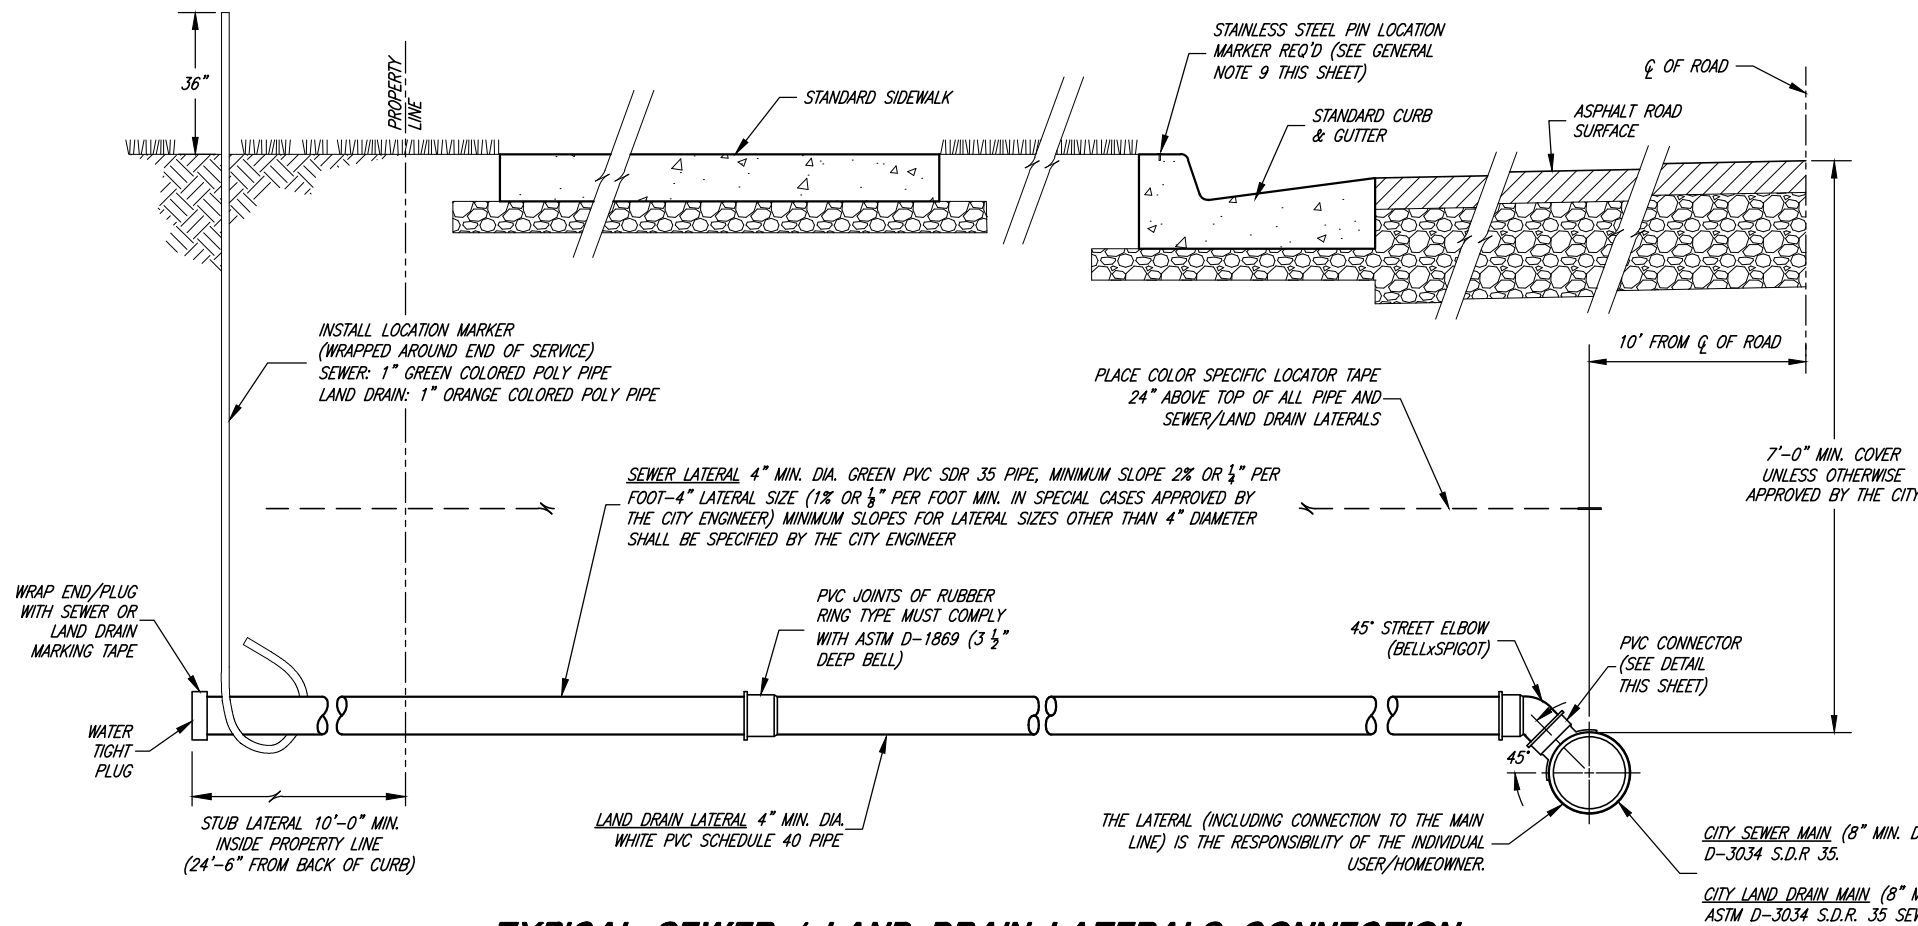 36"
PROPERTY
LINE
STANDARD SIDEWALK
STAINLESS STEEL PIN LOCATION
MARKER REQ'D (SEE GENERAL
NOTE 9 THIS SHEET)
STANDARD CURB
& GUTTER
℄ OF ROAD
ASPHALT ROAD
SURFACE
INSTALL LOCATION MARKER
(WRAPPED AROUND END OF SERVICE)
SEWER: 1" GREEN COLORED POLY PIPE
LAND DRAIN: 1" ORANGE COLORED POLY PIPE
10' FROM ℄ OF ROAD
PLACE COLOR SPECIFIC LOCATOR TAPE
24" ABOVE TOP OF ALL PIPE AND
SEWER/LAND DRAIN LATERALS
7'-0" MIN. COVER
UNLESS OTHERWISE
APPROVED BY THE CITY
SEWER LATERAL 4" MIN. DIA. GREEN PVC SDR 35 PIPE, MINIMUM SLOPE 2% OR 1/4" PER
FOOT-4" LATERAL SIZE (1% OR 1/8" PER FOOT MIN. IN SPECIAL CASES APPROVED BY
THE CITY ENGINEER) MINIMUM SLOPES FOR LATERAL SIZES OTHER THAN 4" DIAMETER
SHALL BE SPECIFIED BY THE CITY ENGINEER
WRAP END/PLUG
WITH SEWER OR
LAND DRAIN
MARKING TAPE
PVC JOINTS OF RUBBER
RING TYPE MUST COMPLY
WITH ASTM D-1869 (3 1/2"
DEEP BELL)
45° STREET ELBOW
(BELLxSPIGOT)
PVC CONNECTOR
(SEE DETAIL
THIS SHEET)
WATER
TIGHT
PLUG
45°
STUB LATERAL 10'-0" MIN.
INSIDE PROPERTY LINE
(24'-6" FROM BACK OF CURB)
LAND DRAIN LATERAL 4" MIN. DIA.
WHITE PVC SCHEDULE 40 PIPE
THE LATERAL (INCLUDING CONNECTION TO THE MAIN
LINE) IS THE RESPONSIBILITY OF THE INDIVIDUAL
USER/HOMEOWNER.
CITY SEWER MAIN (8" MIN. D
D-3034 S.D.R 35.
CITY LAND DRAIN MAIN (8" M
ASTM D-3034 S.D.R. 35 SEW
TYPICAL SEWER / LAND DRAIN LATERALS CONNECTION